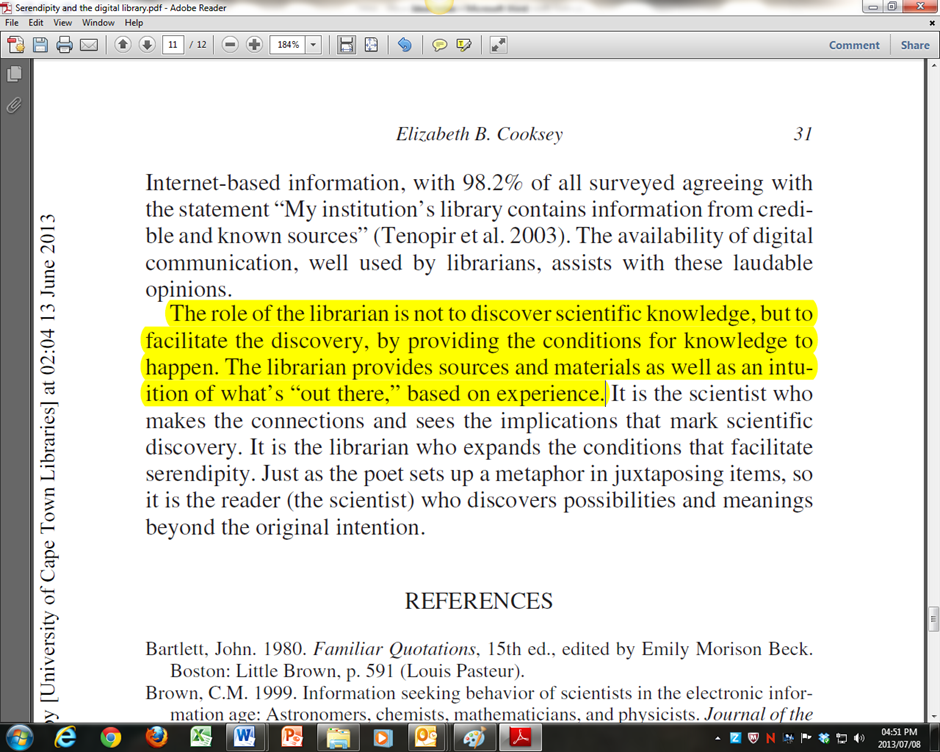 Serendipity and the digital library.pdf - Adobe Reader
File Edit View Window Help
11 / 12 184% Comment Share
Elizabeth B. Cooksey 31
Internet-based information, with 98.2% of all surveyed agreeing with
the statement “My institution’s library contains information from credi-
ble and known sources” (Tenopir et al. 2003). The availability of digital
communication, well used by librarians, assists with these laudable
opinions.
The role of the librarian is not to discover scientific knowledge, but to
facilitate the discovery, by providing the conditions for knowledge to
happen. The librarian provides sources and materials as well as an intu-
ition of what’s “out there,” based on experience. It is the scientist who
makes the connections and sees the implications that mark scientific
discovery. It is the librarian who expands the conditions that facilitate
serendipity. Just as the poet sets up a metaphor in juxtaposing items, so
it is the reader (the scientist) who discovers possibilities and meanings
beyond the original intention.
REFERENCES
Bartlett, John. 1980. Familiar Quotations, 15th ed., edited by Emily Morison Beck.
Boston: Little Brown, p. 591 (Louis Pasteur).
Brown, C.M. 1999. Information seeking behavior of scientists in the electronic infor-
mation age: Astronomers, chemists, mathematicians, and physicists. Journal of the
by [University of Cape Town Libraries] at 02:04 13 June 2013
04:51 PM
2013/07/08